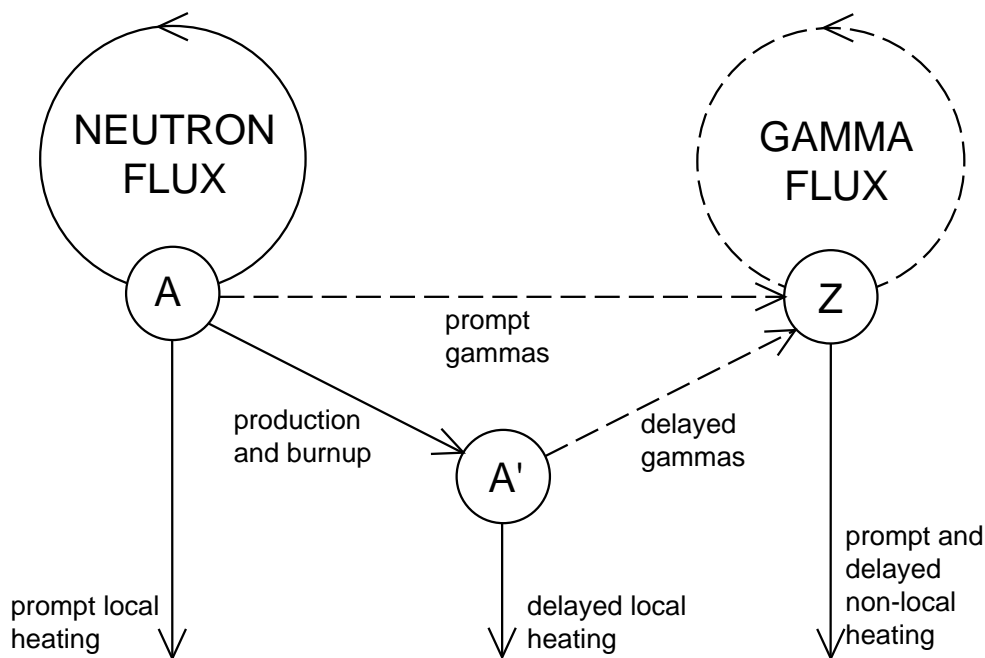 NEUTRON
FLUX
GAMMA
FLUX
A
Z
prompt
gammas
production
and burnup
delayed
gammas
A'
prompt local
heating
delayed local
heating
prompt and
delayed
non-local
heating